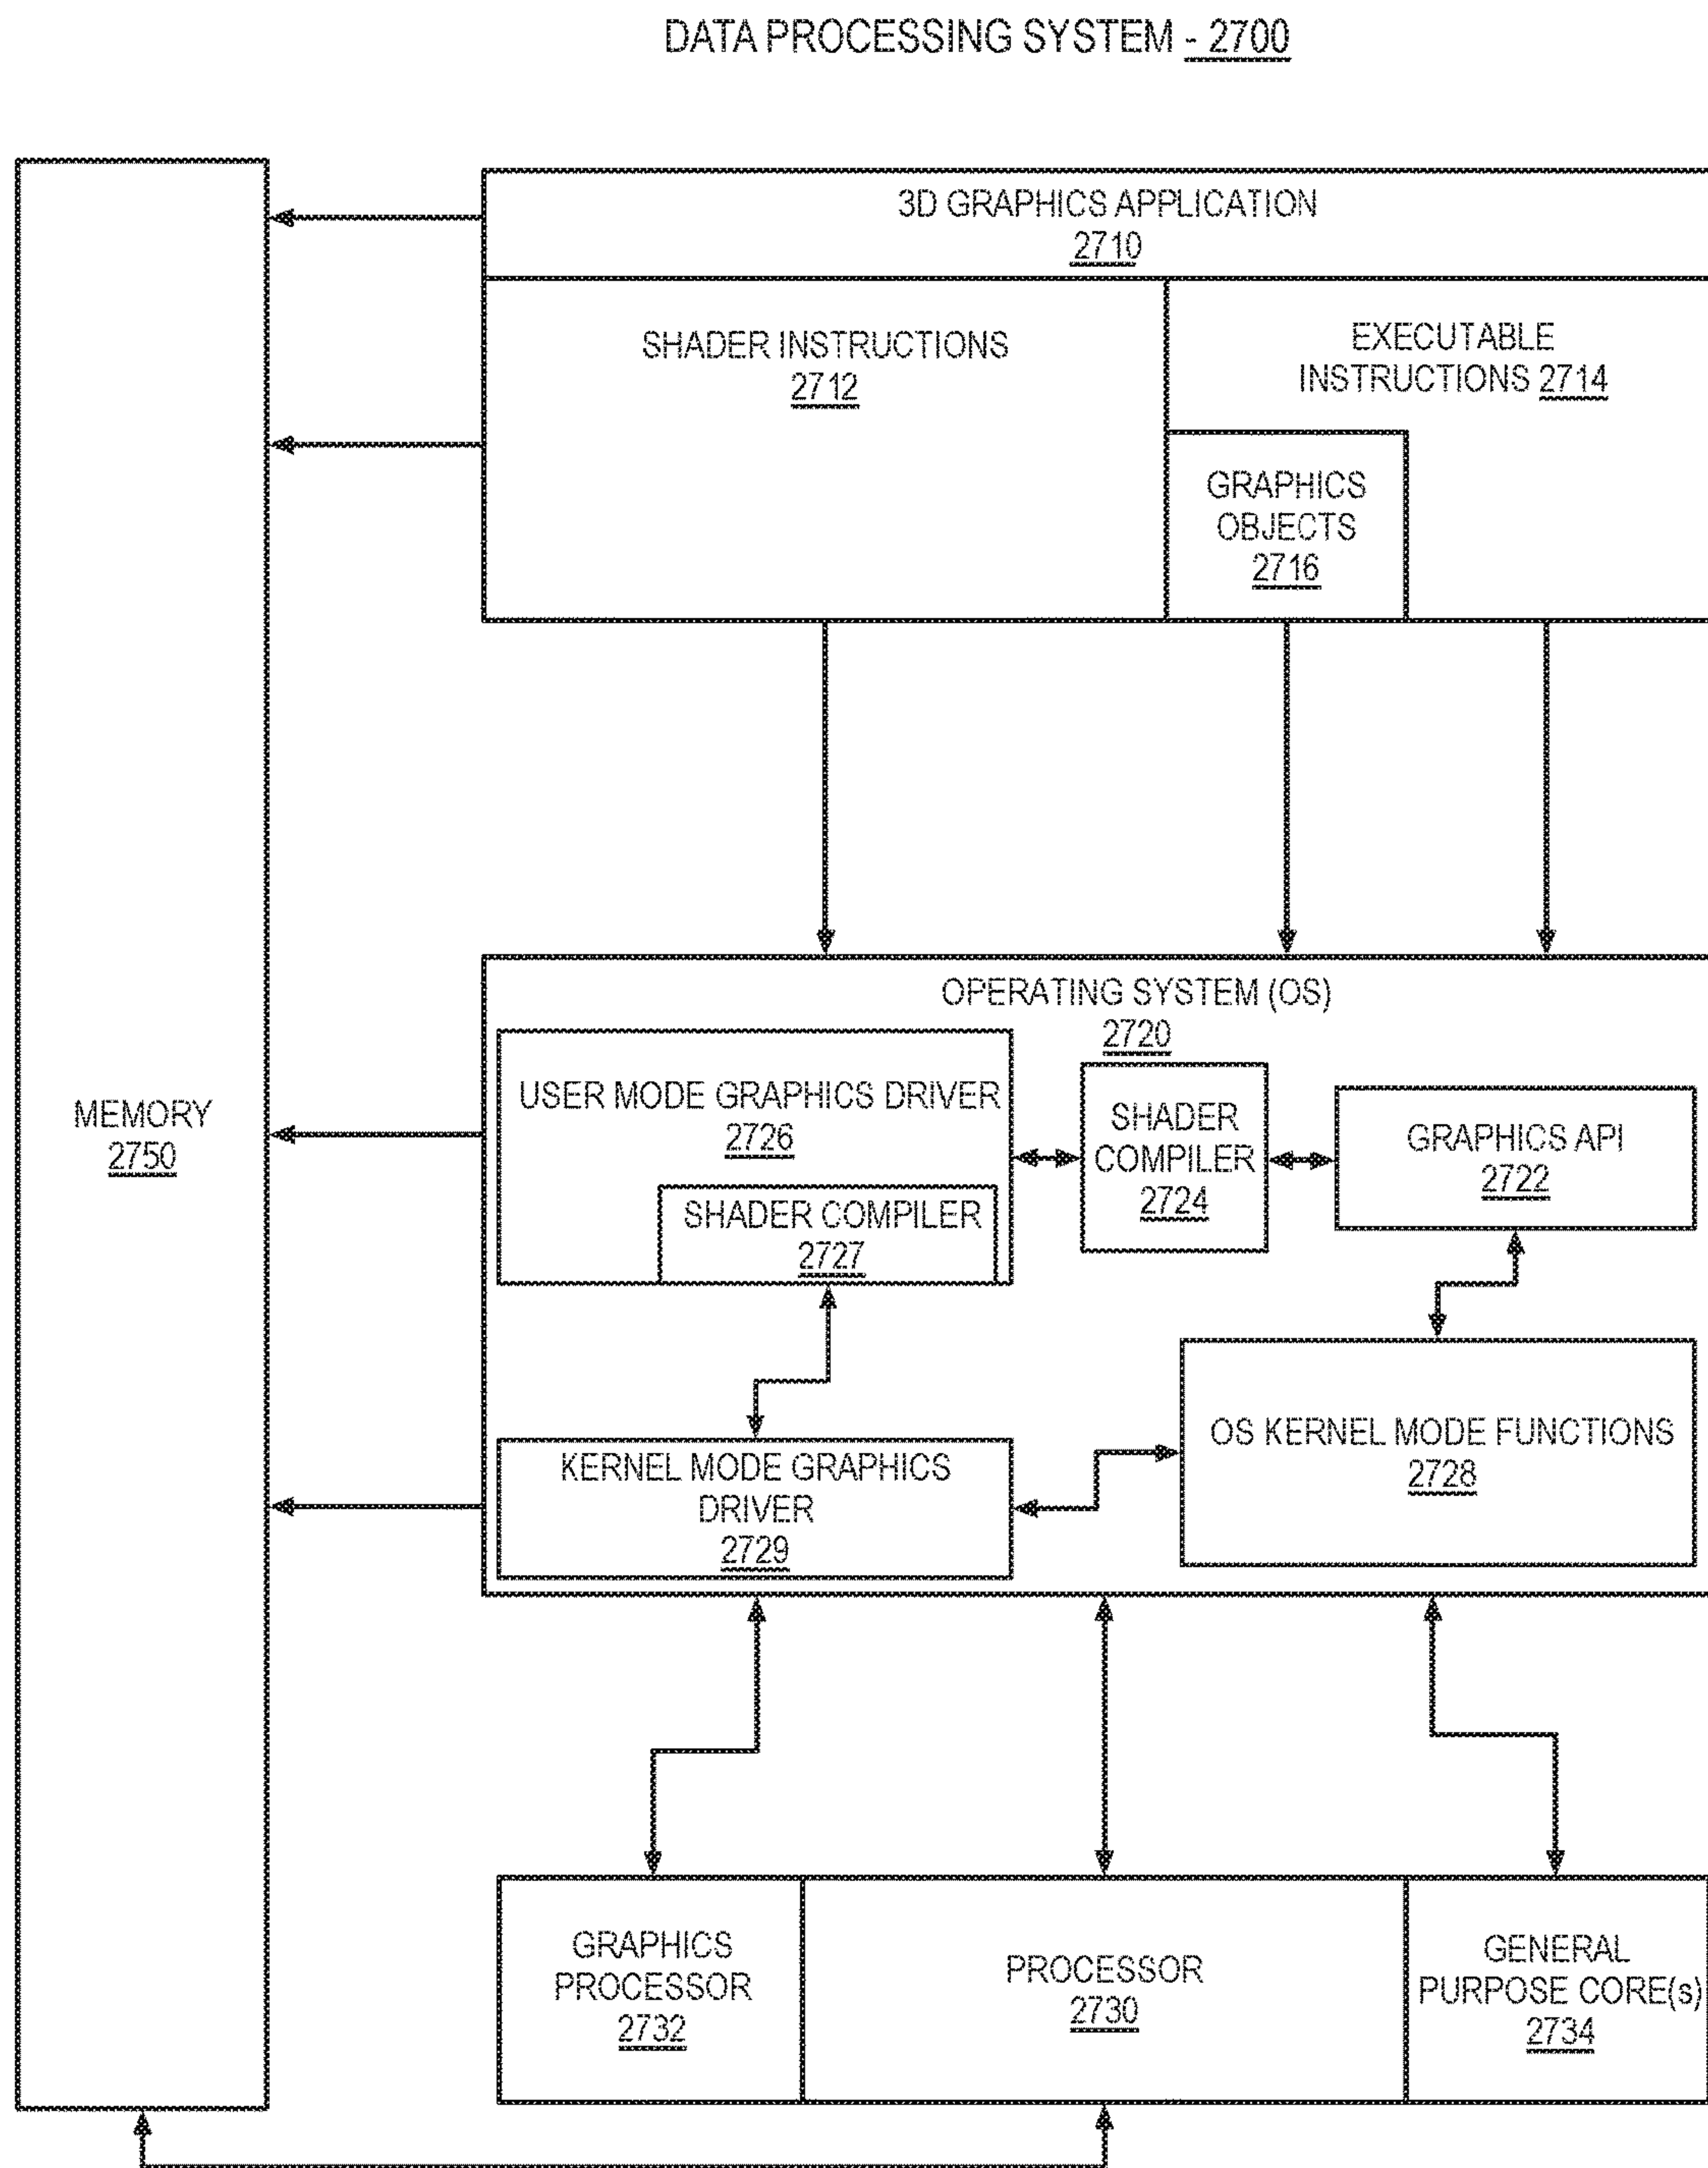 DATA PROCESSING SYSTEM - 2700
3D GRAPHICS APPLICATION
2710
SHADER INSTRUCTIONS
2712
EXECUTABLE
INSTRUCTIONS 2714
GRAPHICS
OBJECTS
2716
OPERATING SYSTEM (OS)
2720
USER MODE GRAPHICS DRIVER
2726
SHADER COMPILER
2727
SHADER
COMPILER
2724
GRAPHICS API
2722
MEMORY
2750
KERNEL MODE GRAPHICS
DRIVER
2729
OS KERNEL MODE FUNCTIONS
2728
GRAPHICS
PROCESSOR
2732
PROCESSOR
2730
GENERAL
PURPOSE CORE(s)
2734